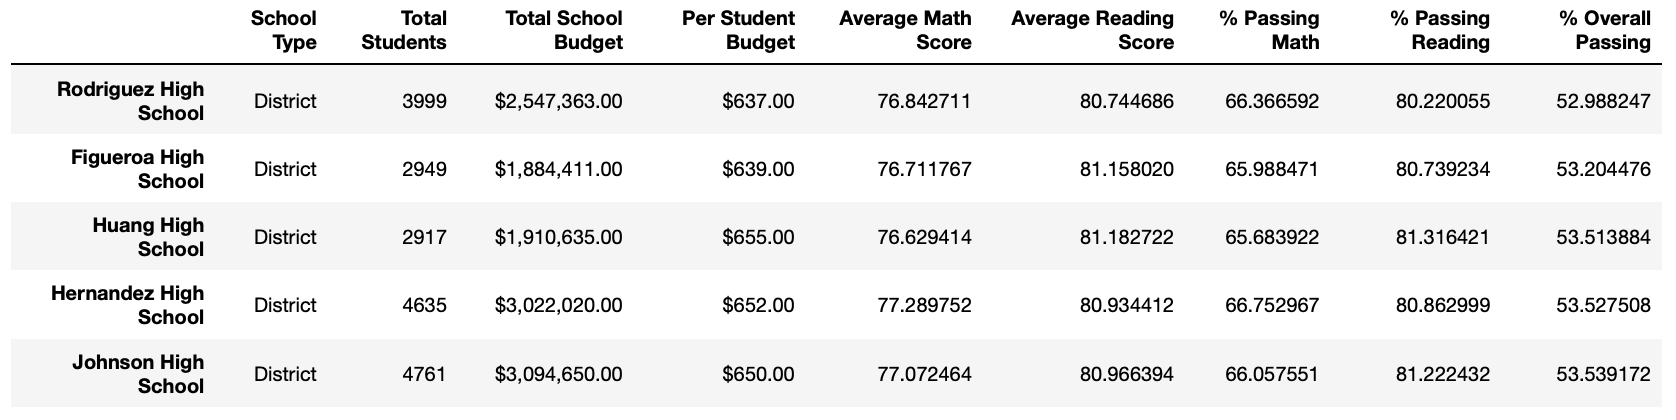 School Type Total Students Total School Budget Per Student Budget Average Math Score Average Reading Score % Passing Math % Passing Reading % Overall Passing
Rodriguez High School District 3999 $2,547,363.00 $637.00 76.842711 80.744686 66.366592 80.220055 52.988247
Figueroa High School District 2949 $1,884,411.00 $639.00 76.711767 81.158020 65.988471 80.739234 53.204476
Huang High School District 2917 $1,910,635.00 $655.00 76.629414 81.182722 65.683922 81.316421 53.513884
Hernandez High School District 4635 $3,022,020.00 $652.00 77.289752 80.934412 66.752967 80.862999 53.527508
Johnson High School District 4761 $3,094,650.00 $650.00 77.072464 80.966394 66.057551 81.222432 53.539172